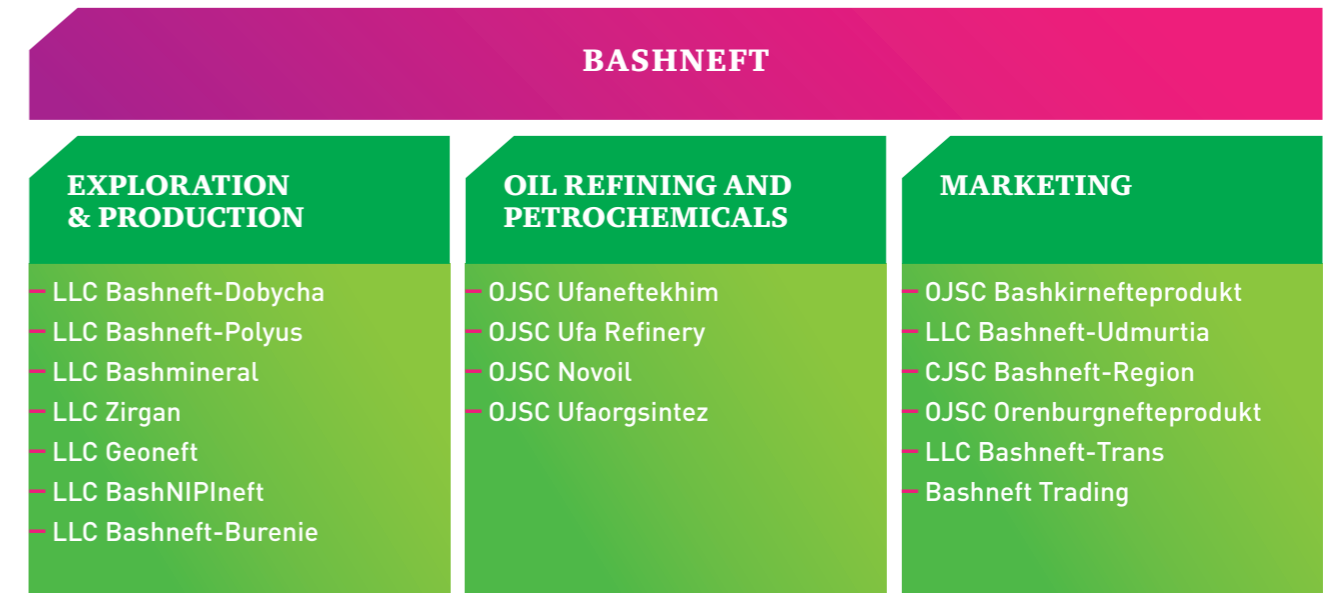 BASHNEFT
EXPLORATION
& PRODUCTION
LLC Bashneft-Dobycha
LLC Bashneft-Polyus
LLC Bashmineral
LLC Zirgan
LLC Geoneft
LLC BashNIPIneft
LLC Bashneft-Burenie
OIL REFINING AND
PETROCHEMICALS
OJSC Ufaneftekhim
OJSC Ufa Refinery
OJSC Novoil
OJSC Ufaorgsintez
MARKETING
OJSC Bashkirnefteprodukt
LLC Bashneft-Udmurtia
CJSC Bashneft-Region
OJSC Orenburgnefteprodukt
LLC Bashneft-Trans
Bashneft Trading